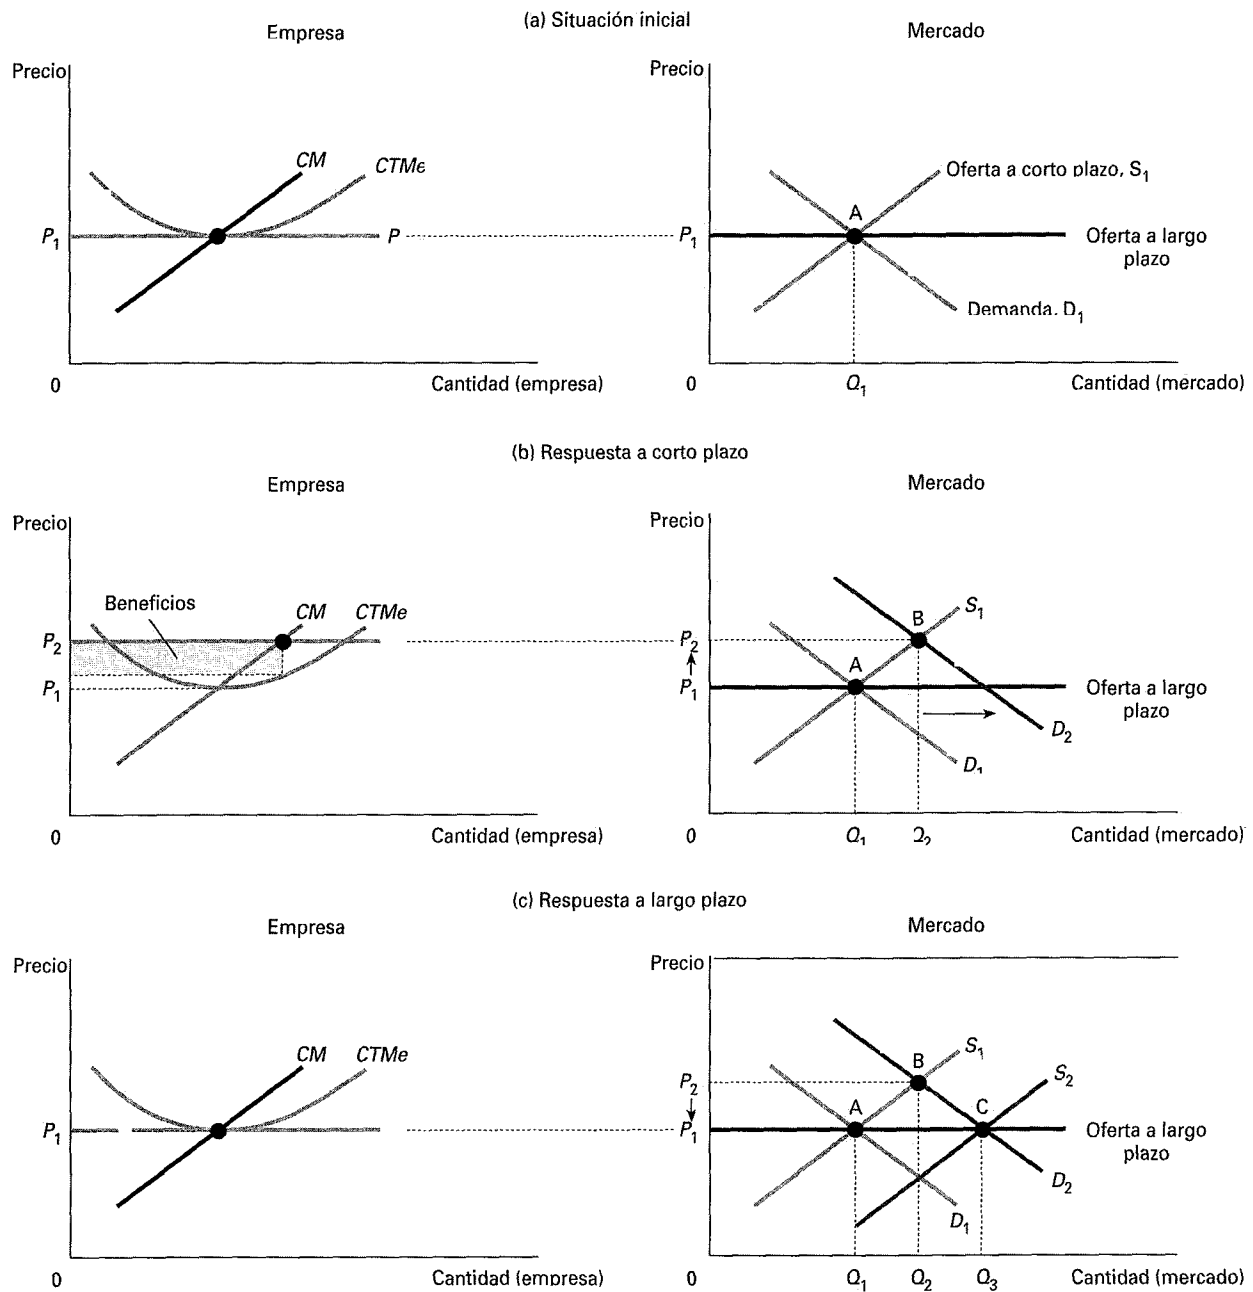 (a) Situación inicial
Empresa
Mercado
Precio
CM
CTMe
P₁
P
0
Cantidad (empresa)
Precio
Oferta a corto plazo, S₁
A
P₁
Oferta a largo
plazo
Demanda, D₁
0
Q₁
Cantidad (mercado)
(b) Respuesta a corto plazo
Empresa
Mercado
Precio
Beneficios
CM
CTMe
P₂
P₁
0
Cantidad (empresa)
Precio
S₁
B
P₂
A
P₁
Oferta a largo
plazo
D₂
D₁
0
Q₁
Q₂
Cantidad (mercado)
(c) Respuesta a largo plazo
Empresa
Mercado
Precio
CM
CTMe
P₁
0
Cantidad (empresa)
Precio
S₁
B
S₂
P₂
A
C
P₁
Oferta a largo
plazo
D₂
D₁
0
Q₁
Q₂
Q₃
Cantidad (mercado)